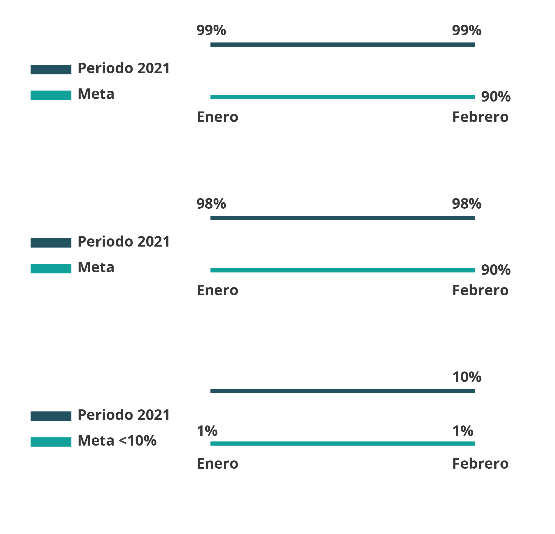 99% 99%
Periodo 2021
Meta
90%
Enero Febrero
98% 98%
Periodo 2021
Meta
90%
Enero Febrero
10%
Periodo 2021
Meta <10%
1% 1%
Enero Febrero